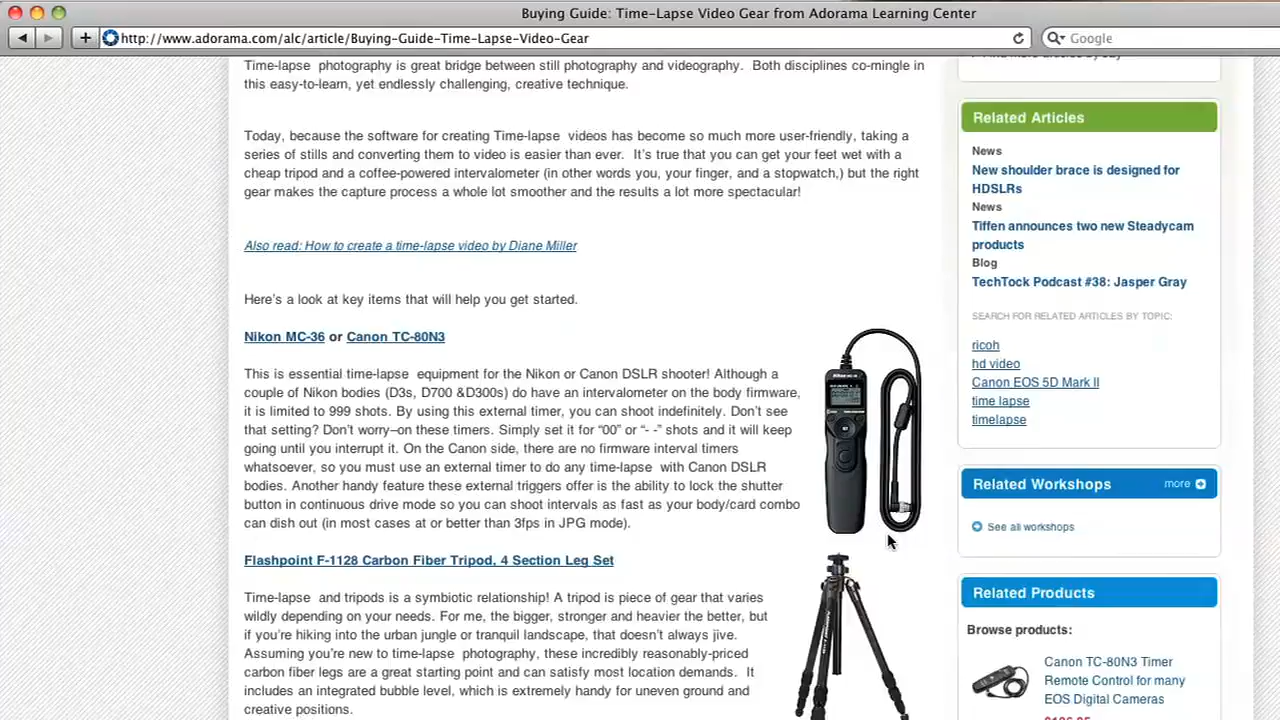 Buying Guide: Time-Lapse Video Gear from Adorama Learning Center
http://www.adorama.com/alc/article/Buying-Guide-Time-Lapse-Video-Gear
Google
Time-lapse photography is great bridge between still photography and videography. Both disciplines co-mingle in
this easy-to-learn, yet endlessly challenging, creative technique.
Today, because the software for creating Time-lapse videos has become so much more user-friendly, taking a
series of stills and converting them to video is easier than ever. It's true that you can get your feet wet with a
cheap tripod and a coffee-powered intervalometer (in other words you, your finger, and a stopwatch,) but the right
gear makes the capture process a whole lot smoother and the results a lot more spectacular!
Also read: How to create a time-lapse video by Diane Miller
Here's a look at key items that will help you get started.
Nikon MC-36 or Canon TC-80N3
This is essential time-lapse equipment for the Nikon or Canon DSLR shooter! Although a
couple of Nikon bodies (D3s, D700 &D300s) do have an intervalometer on the body firmware,
it is limited to 999 shots. By using this external timer, you can shoot indefinitely. Don't see
that setting? Don't worry–on these timers. Simply set it for “00” or “- -” shots and it will keep
going until you interrupt it. On the Canon side, there are no firmware interval timers
whatsoever, so you must use an external timer to do any time-lapse with Canon DSLR
bodies. Another handy feature these external triggers offer is the ability to lock the shutter
button in continuous drive mode so you can shoot intervals as fast as your body/card combo
can dish out (in most cases at or better than 3fps in JPG mode).
Flashpoint F-1128 Carbon Fiber Tripod, 4 Section Leg Set
Time-lapse and tripods is a symbiotic relationship! A tripod is piece of gear that varies
wildly depending on your needs. For me, the bigger, stronger and heavier the better, but
if you're hiking into the urban jungle or tranquil landscape, that doesn't always jive.
Assuming you're new to time-lapse photography, these incredibly reasonably-priced
carbon fiber legs are a great starting point and can satisfy most location demands. It
includes an integrated bubble level, which is extremely handy for uneven ground and
creative positions.
Related Articles
News
New shoulder brace is designed for
HDSLRs
News
Tiffen announces two new Steadycam
products
Blog
TechTock Podcast #38: Jasper Gray
SEARCH FOR RELATED ARTICLES BY TOPIC:
ricoh
hd video
Canon EOS 5D Mark II
time lapse
timelapse
Related Workshops
more
See all workshops
Related Products
Browse products:
Canon TC-80N3 Timer
Remote Control for many
EOS Digital Cameras